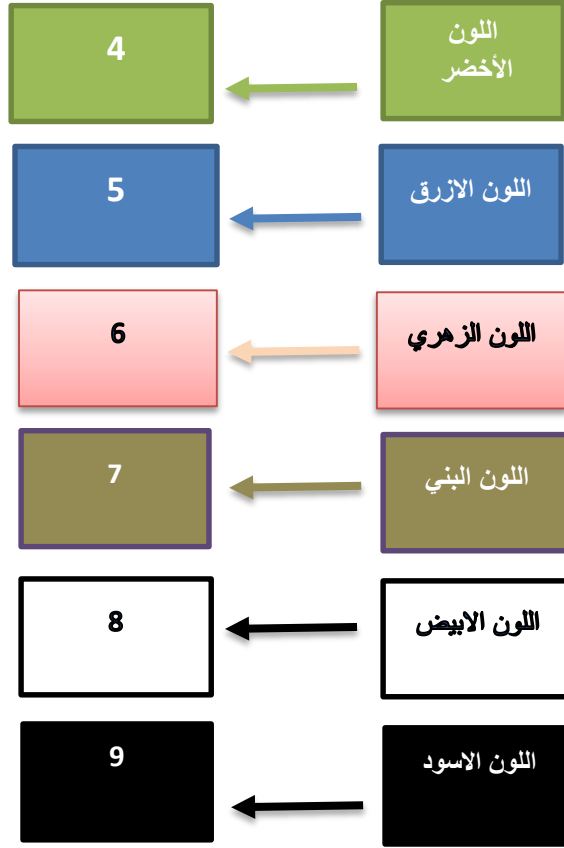 اللون
الأخضر
4
اللون الازرق
5
اللون الزهري
6
اللون البني
7
اللون الابيض
8
اللون الاسود
9